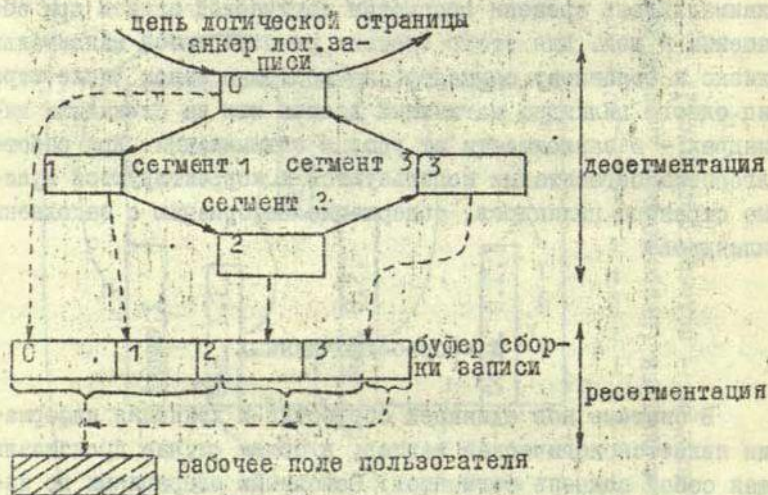 цепь логической страницы
анкер лог.за-
писи
0
1 сегмент 1 сегмент 3 3
десегментация
сегмент 2
2
0 1 2 3 буфер сбор-
ки записи
ресегментация
рабочее поле пользователя